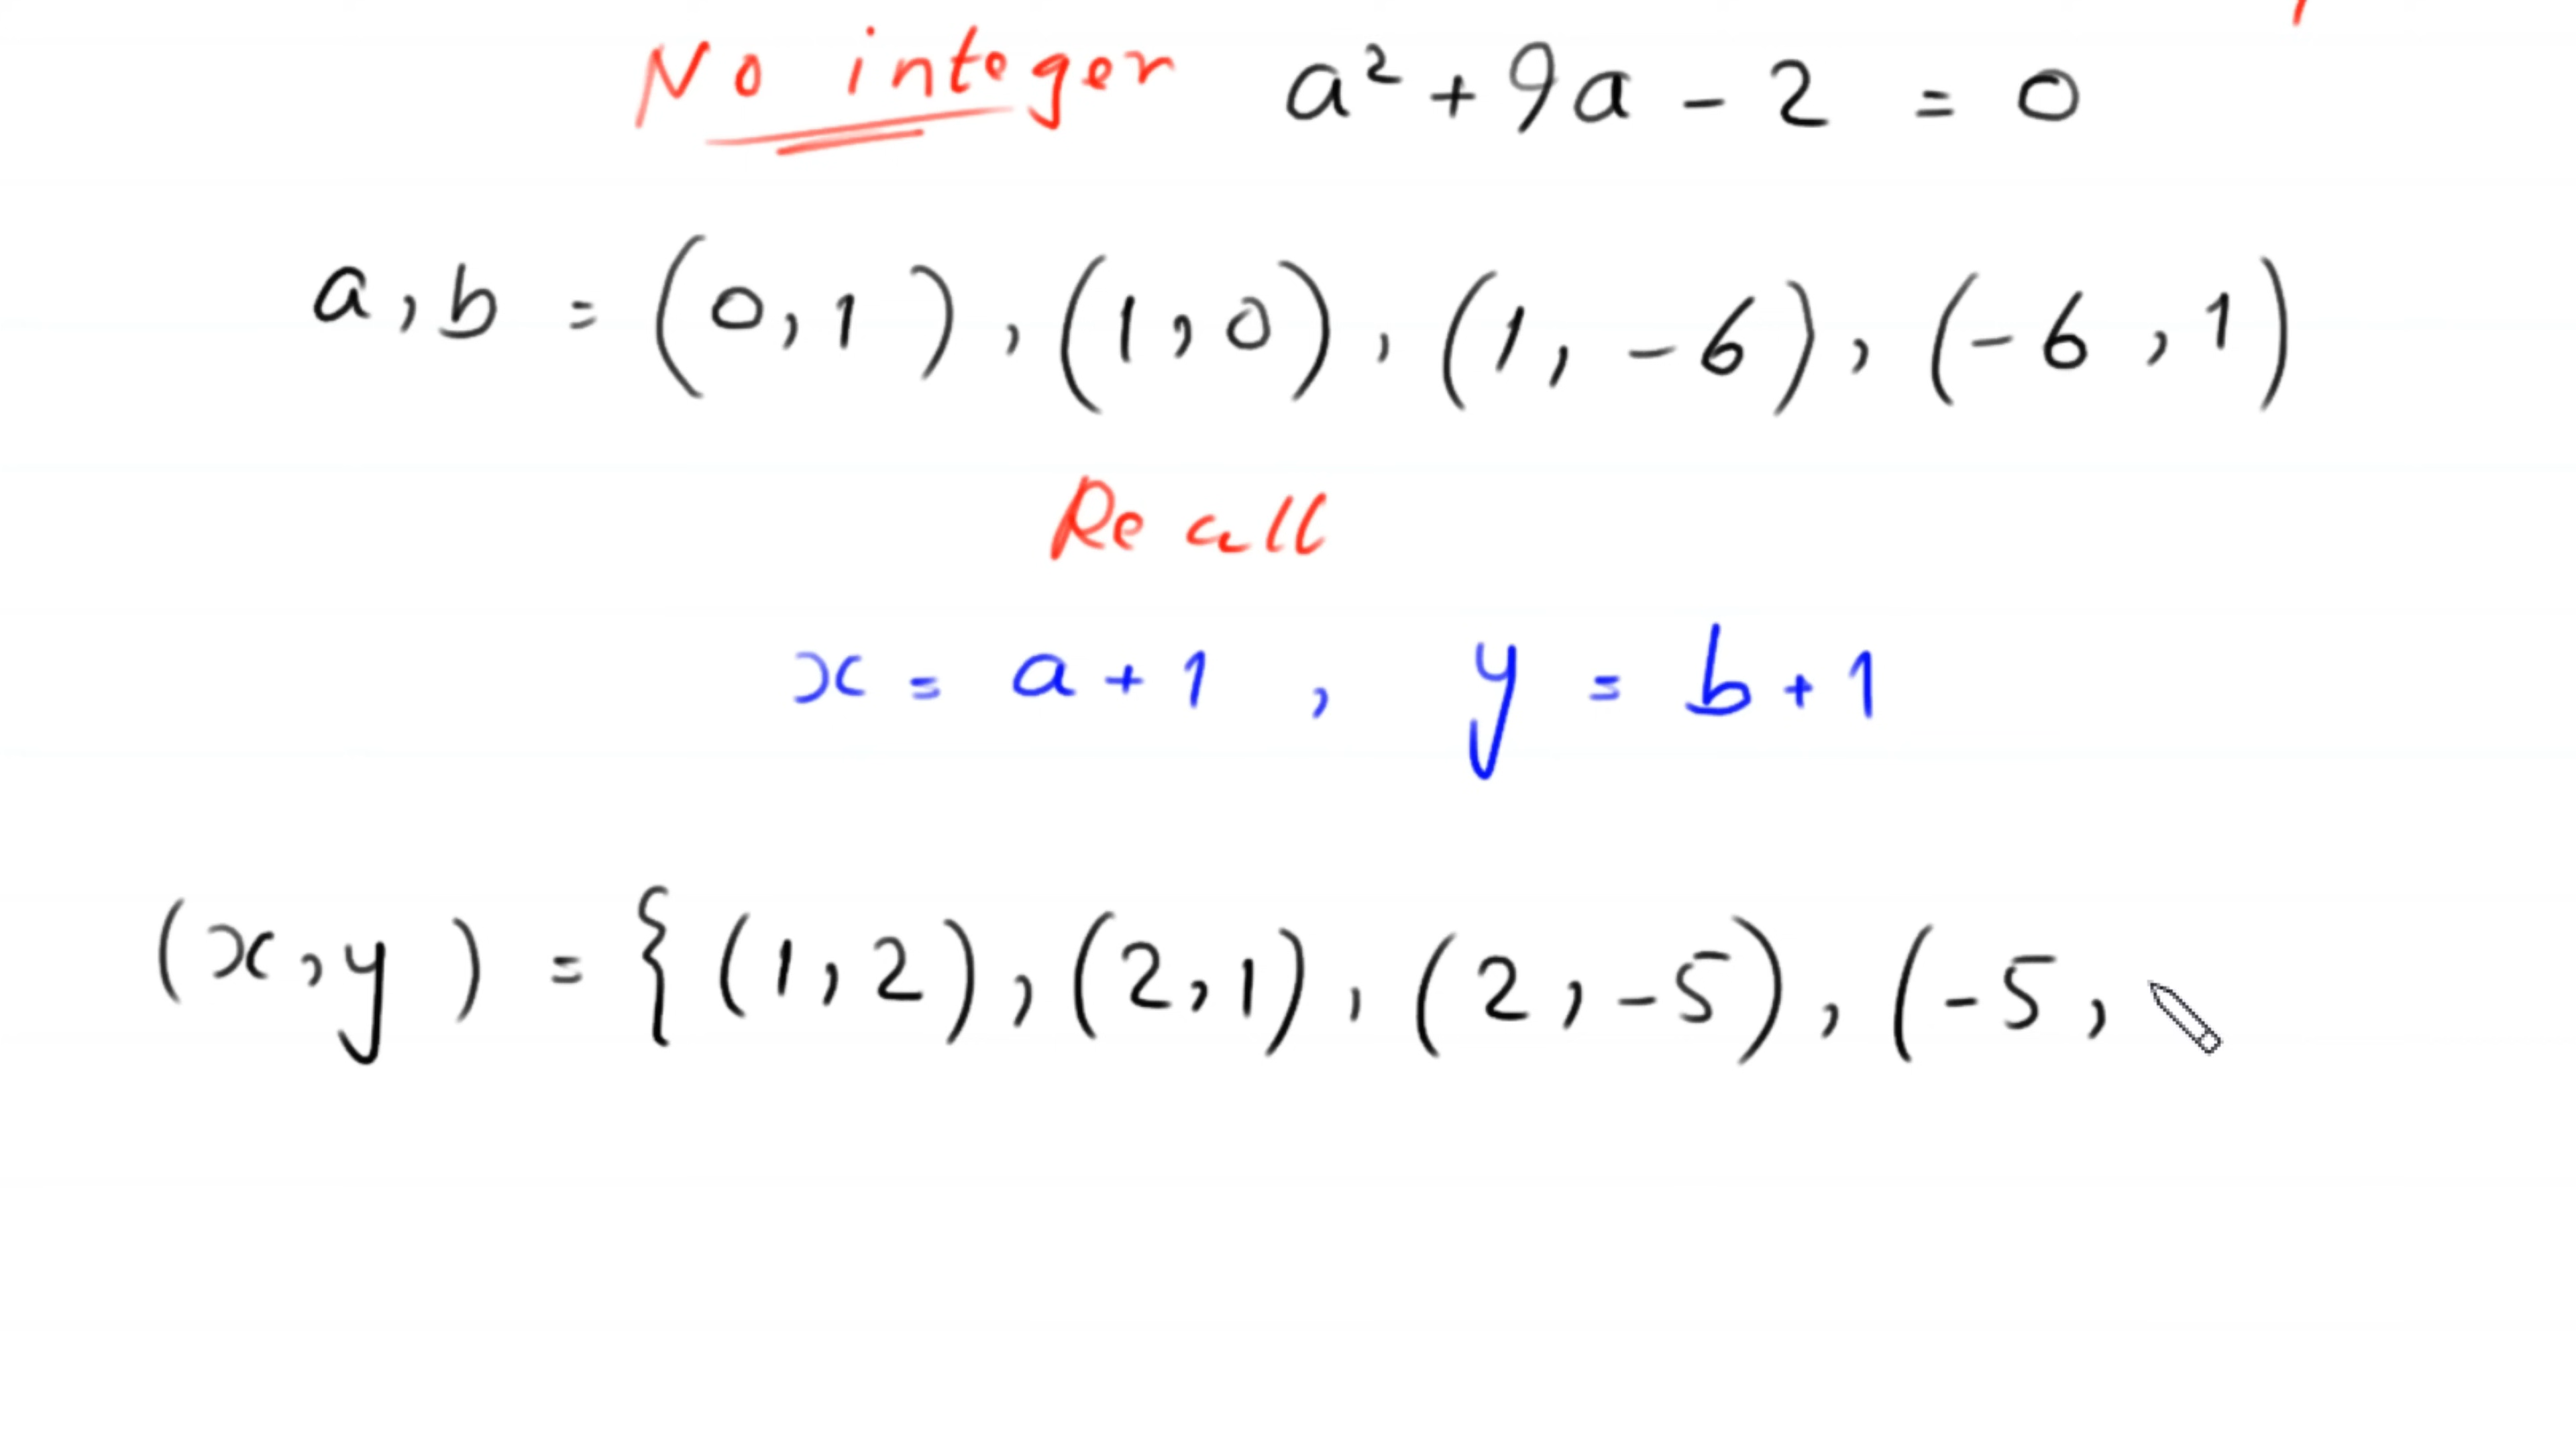 No integer a² + 9a - 2 = 0
a, b = (0, 1), (1, 0), (1, -6), (-6, 1)
Recall
x = a + 1, y = b + 1
(x, y) = {(1, 2), (2, 1), (2, -5), (-5,